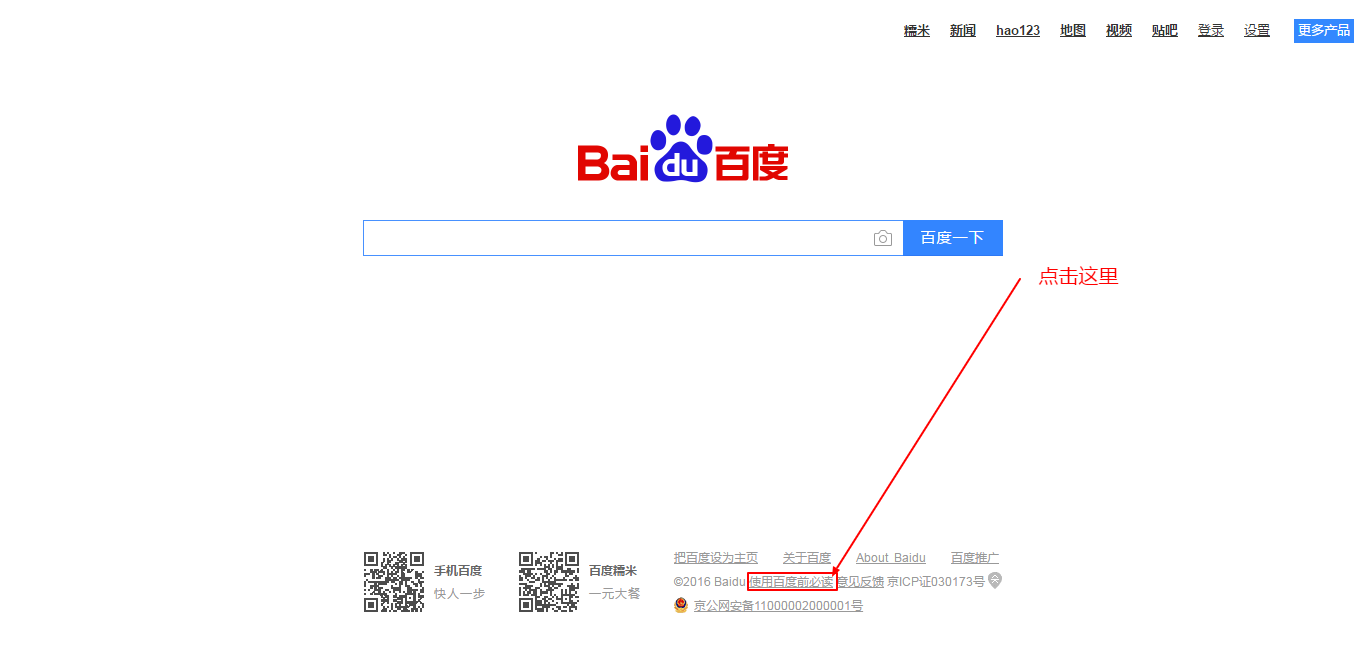 糯米 新闻 hao123 地图 视频 贴吧 登录 设置 更多产品
Bai du 百度
百度一下
点击这里
手机百度
快人一步
百度糯米
一元大餐
把百度设为主页 关于百度 About Baidu 百度推广
©2016 Baidu 使用百度前必读 意见反馈 京ICP证030173号
京公网安备11000002000001号